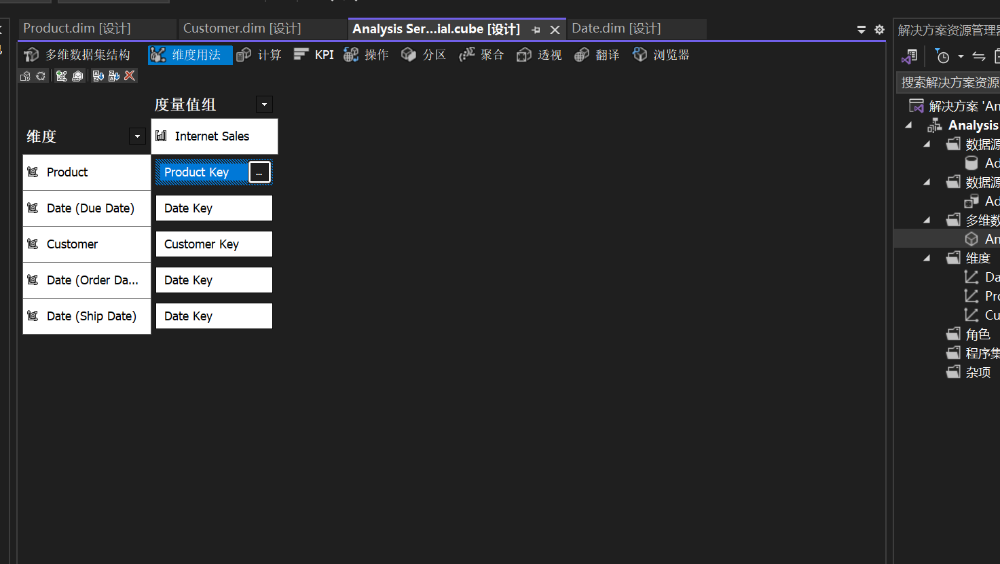 Product.dim [设计]
Customer.dim [设计]
Analysis Ser...ial.cube [设计]
Date.dim [设计]
多维数据集结构
维度用法
计算
KPI
操作
分区
聚合
透视
翻译
浏览器
度量值组
维度
Internet Sales
Product
Product Key
...
Date (Due Date)
Date Key
Customer
Customer Key
Date (Order Da...
Date Key
Date (Ship Date)
Date Key
解决方案资源管理器
搜索解决方案资源
解决方案 'An
Analysis
数据源
Ad
数据源
Ad
多维数
An
维度
Da
Pro
Cu
角色
程序集
杂项